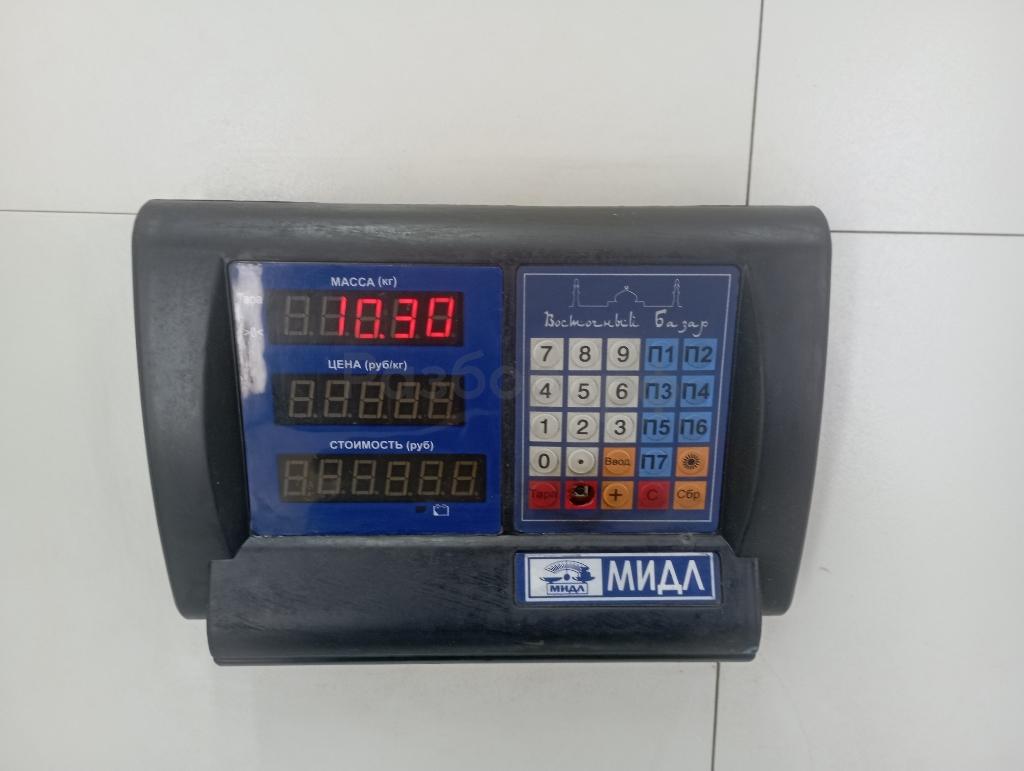 МАССА (кг)
Тара
10.30
>0<
ЦЕНА (руб/кг)
СТОИМОСТЬ (руб)
Восточный Базар
7 8 9 П1 П2
4 5 6 П3 П4
1 2 3 П5 П6
0 . Ввод П7
Тара + С Сбр
МИДЛ
МИДЛ